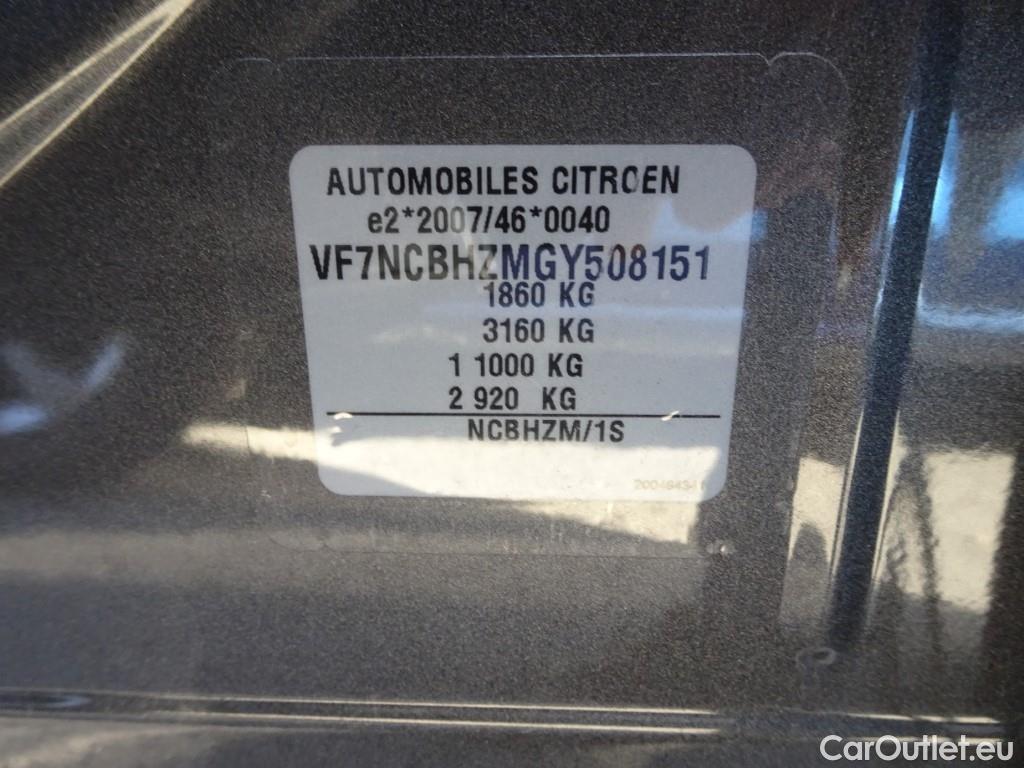 AUTOMOBILES CITROEN
e2*2007/46*0040
VF7NCBHZMGY508151
1860 KG
3160 KG
1 1000 KG
2 920 KG
NCBHZM/1S
CarOutlet.eu